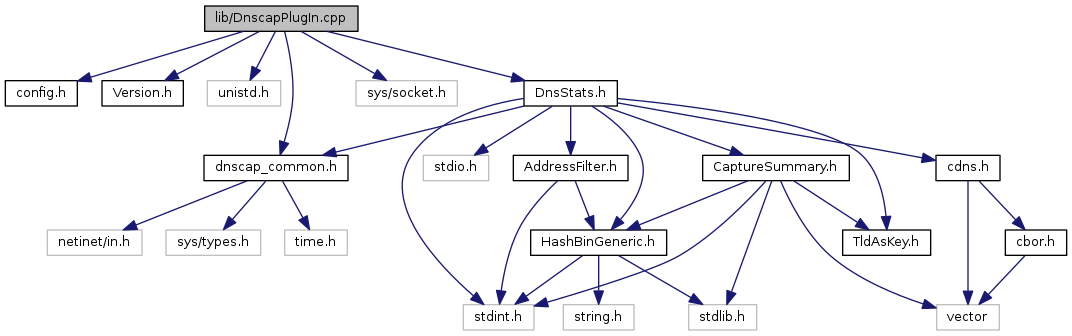 lib/DnscapPlugIn.cpp
config.h
Version.h
unistd.h
sys/socket.h
DnsStats.h
dnscap_common.h
stdio.h
AddressFilter.h
CaptureSummary.h
cdns.h
netinet/in.h
sys/types.h
time.h
HashBinGeneric.h
TldAsKey.h
cbor.h
stdint.h
string.h
stdlib.h
vector